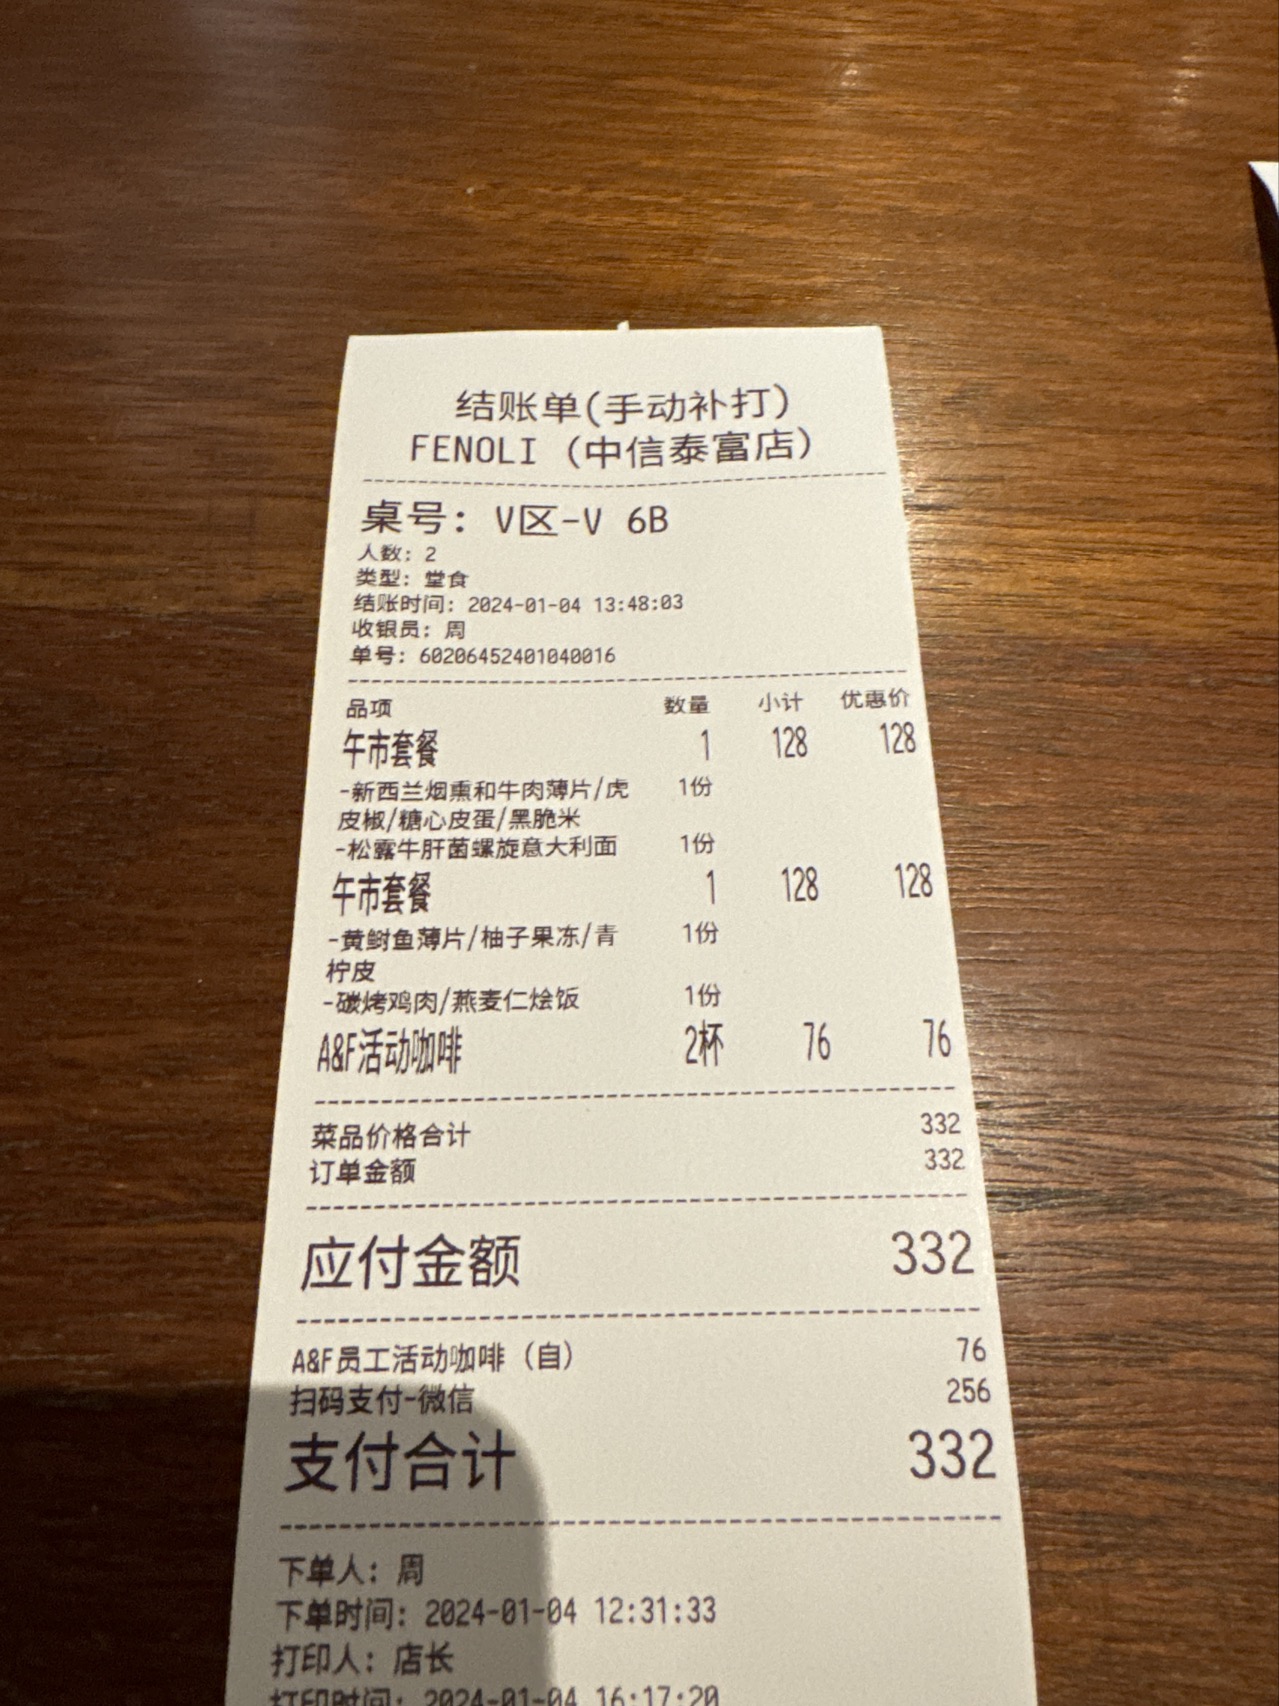 结账单(手动补打)
FENOLI (中信泰富店)
桌号: V区-V 6B
人数: 2
类型: 堂食
结账时间: 2024-01-04 13:48:03
收银员: 周
单号: 60206452401040016
品项 数量 小计 优惠价
午市套餐 1 128 128
-新西兰烟熏和牛肉薄片/虎 1份
皮椒/糖心皮蛋/黑脆米
-松露牛肝菌螺旋意大利面 1份
午市套餐 1 128 128
-黄鲥鱼薄片/柚子果冻/青 1份
柠皮
-碳烤鸡肉/燕麦仁烩饭 1份
A&F活动咖啡 2杯 76 76
菜品价格合计 332
订单金额 332
应付金额 332
A&F员工活动咖啡（自） 76
扫码支付-微信 256
支付合计 332
下单人: 周
下单时间: 2024-01-04 12:31:33
打印人: 店长
打印时间: 2024-01-04 16:17:20